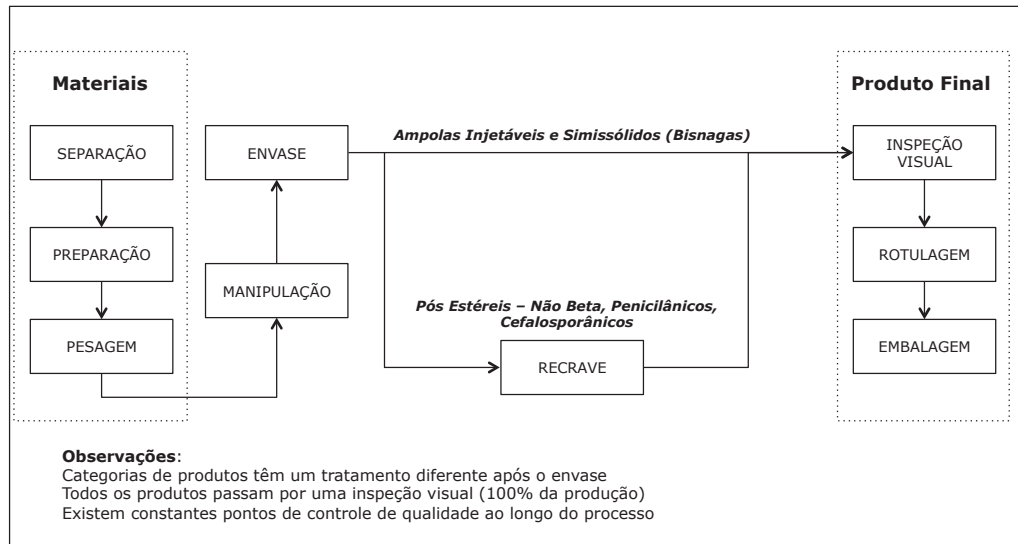 Materiais
SEPARAÇÃO
PREPARAÇÃO
PESAGEM
MANIPULAÇÃO
ENVASE
Ampolas Injetáveis e Simissólidos (Bisnagas)
Pós Estéreis – Não Beta, Penicilânicos,
Cefalosporânicos
RECRAVE
Produto Final
INSPEÇÃO
VISUAL
ROTULAGEM
EMBALAGEM
Observações:
Categorias de produtos têm um tratamento diferente após o envase
Todos os produtos passam por uma inspeção visual (100% da produção)
Existem constantes pontos de controle de qualidade ao longo do processo